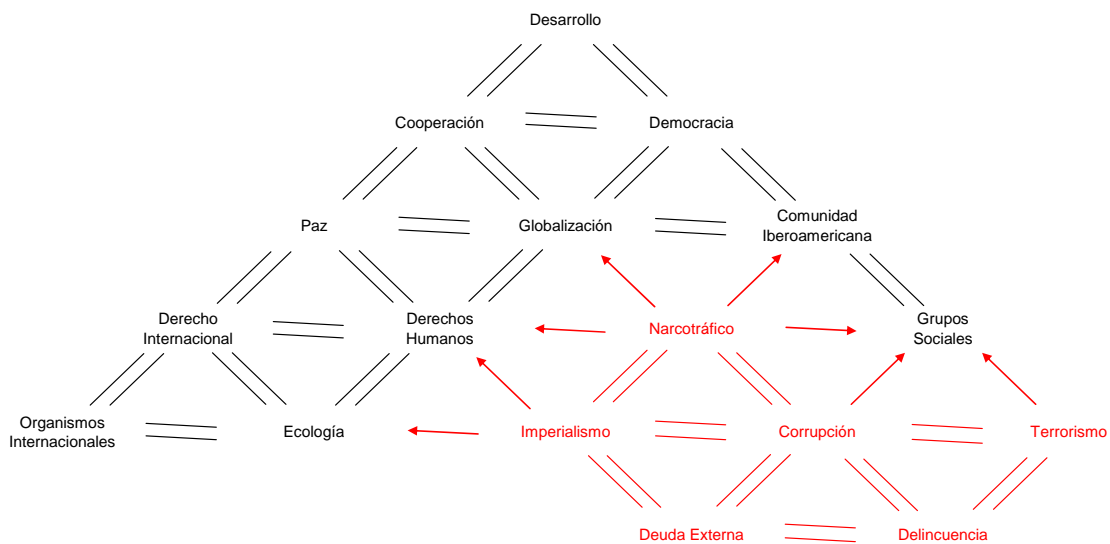 Desarrollo
Cooperación
Democracia
Paz
Globalización
Comunidad
Iberoamericana
Derecho
Internacional
Derechos
Humanos
Narcotráfico
Grupos
Sociales
Organismos
Internacionales
Ecología
Imperialismo
Corrupción
Terrorismo
Deuda Externa
Delincuencia